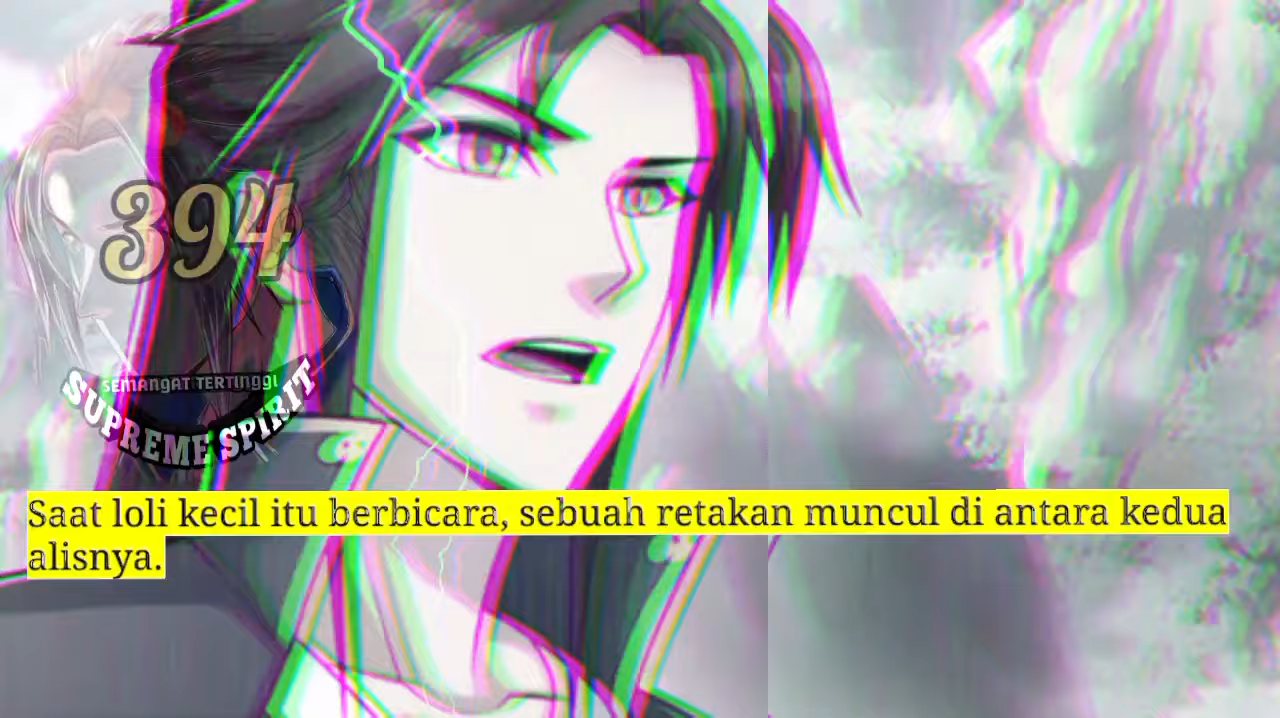 394
SEMANGAT TERTINGGI
SUPREME SPIRIT
Saat loli kecil itu berbicara, sebuah retakan muncul di antara kedua
alisnya.